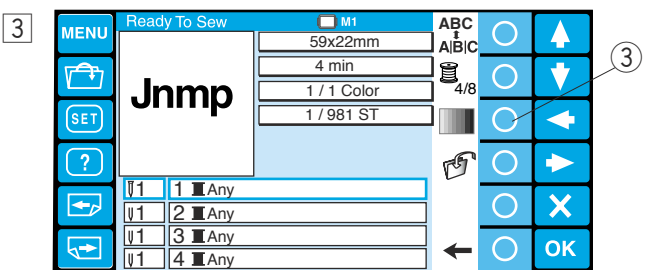 3
MENU
SET
?
Ready To Sew
M1
Jnmp
59x22mm
4 min
1 / 1 Color
1 / 981 ST
1 1 Any
1 2 Any
1 3 Any
1 4 Any
ABC
A|B|C
4/8
X
OK
3